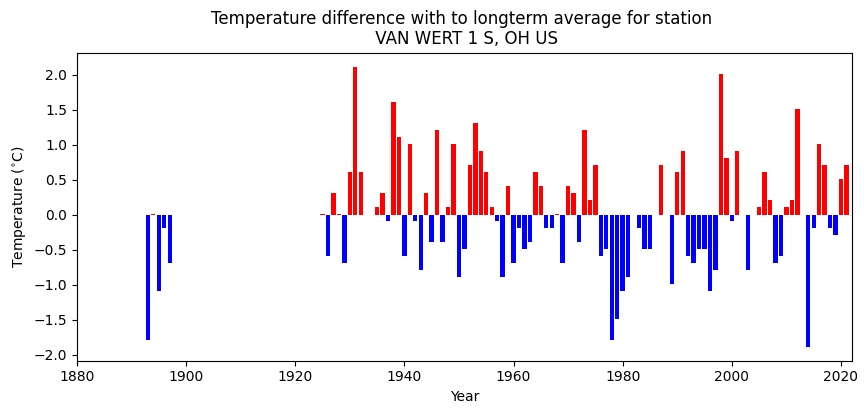 Temperature difference with to longterm average for station
VAN WERT 1 S, OH US
Temperature (°C)
2.0
1.5
1.0
0.5
0.0
−0.5
−1.0
−1.5
−2.0
1880 1900 1920 1940 1960 1980 2000 2020
Year